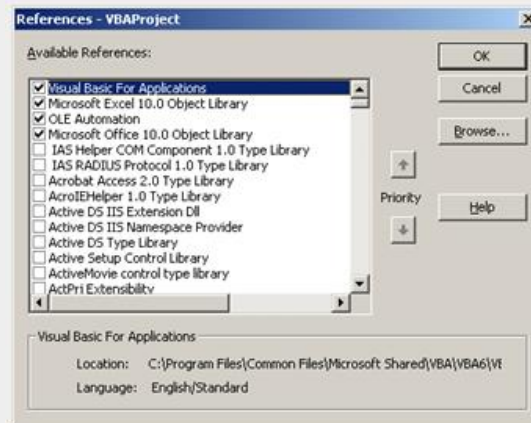 References - VBAProject
Available References:
Visual Basic For Applications
Microsoft Excel 10.0 Object Library
OLE Automation
Microsoft Office 10.0 Object Library
IAS Helper COM Component 1.0 Type Library
IAS RADIUS Protocol 1.0 Type Library
Acrobat Access 2.0 Type Library
AcroIEHelper 1.0 Type Library
Active DS IIS Extension Dll
Active DS IIS Namespace Provider
Active DS Type Library
Active Setup Control Library
ActiveMovie control type library
ActPri Extensibility
OK
Cancel
Browse...
Priority
Help
Visual Basic For Applications
Location: C:\Program Files\Common Files\Microsoft Shared\VBA\VBA6\VE
Language: English/Standard